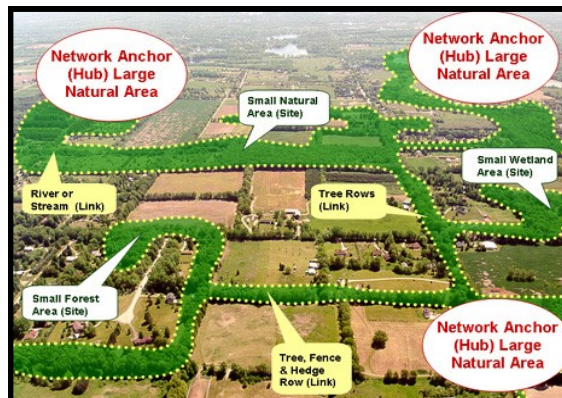 Network Anchor
(Hub) Large
Natural Area
Network Anchor
(Hub) Large
Natural Area
Small Natural
Area (Site)
Small Wetland
Area (Site)
River or
Stream (Link)
Tree Rows
(Link)
Small Forest
Area (Site)
Tree, Fence
& Hedge
Row (Link)
Network Anchor
(Hub) Large
Natural Area